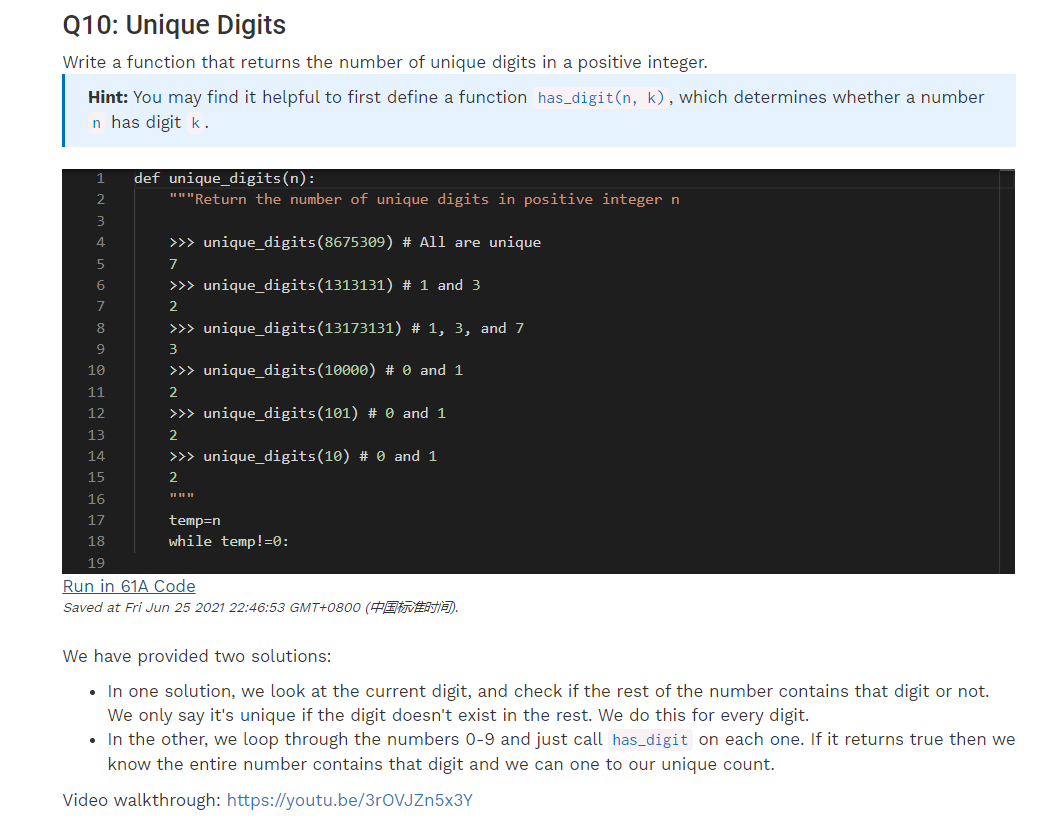 Q10: Unique Digits
Write a function that returns the number of unique digits in a positive integer.
Hint: You may find it helpful to first define a function has_digit(n, k), which determines whether a number
n has digit k.
1 def unique_digits(n):
2 """Return the number of unique digits in positive integer n
3
4 >>> unique_digits(8675309) # All are unique
5 7
6 >>> unique_digits(1313131) # 1 and 3
7 2
8 >>> unique_digits(13173131) # 1, 3, and 7
9 3
10 >>> unique_digits(10000) # 0 and 1
11 2
12 >>> unique_digits(101) # 0 and 1
13 2
14 >>> unique_digits(10) # 0 and 1
15 2
16 """
17 temp=n
18 while temp!=0:
19
Run in 61A Code
Saved at Fri Jun 25 2021 22:46:53 GMT+0800 (中国标准时间).
We have provided two solutions:
• In one solution, we look at the current digit, and check if the rest of the number contains that digit or not.
We only say it's unique if the digit doesn't exist in the rest. We do this for every digit.
• In the other, we loop through the numbers 0-9 and just call has_digit on each one. If it returns true then we
know the entire number contains that digit and we can one to our unique count.
Video walkthrough: https://youtu.be/3rOVJZn5x3Y